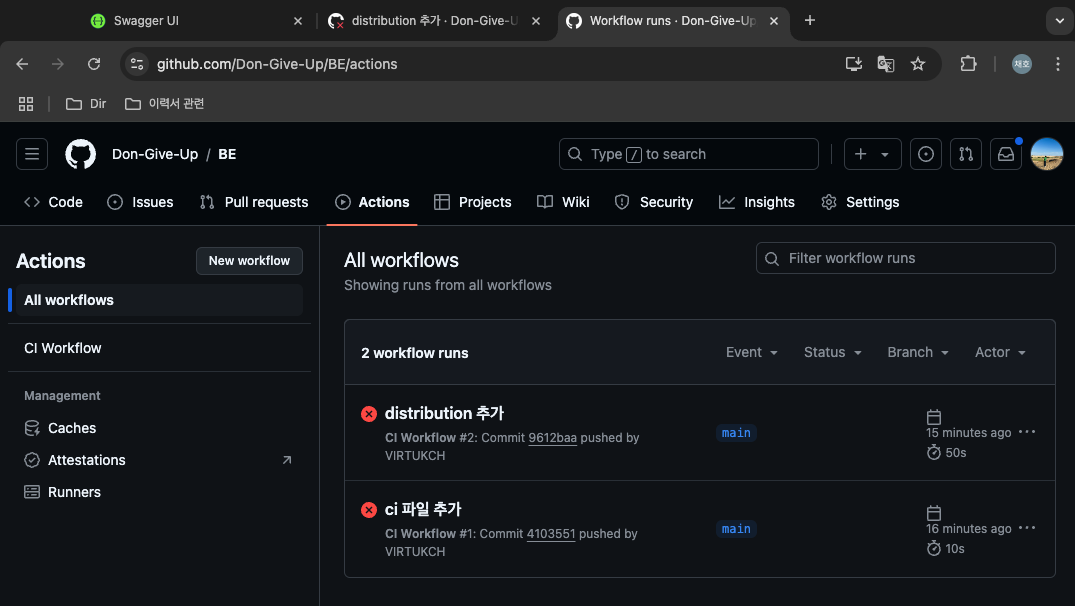 Swagger UI
distribution 추가 · Don-Give-U
Workflow runs · Don-Give-Up
github.com/Don-Give-Up/BE/actions
채호
Dir
이력서 관련
Don-Give-Up / BE
Type / to search
Code
Issues
Pull requests
Actions
Projects
Wiki
Security
Insights
Settings
Actions
New workflow
All workflows
CI Workflow
Management
Caches
Attestations
Runners
All workflows
Showing runs from all workflows
Filter workflow runs
2 workflow runs
Event
Status
Branch
Actor
distribution 추가
CI Workflow #2: Commit 9612baa pushed by
VIRTUKCH
main
15 minutes ago
50s
ci 파일 추가
CI Workflow #1: Commit 4103551 pushed by
VIRTUKCH
main
16 minutes ago
10s